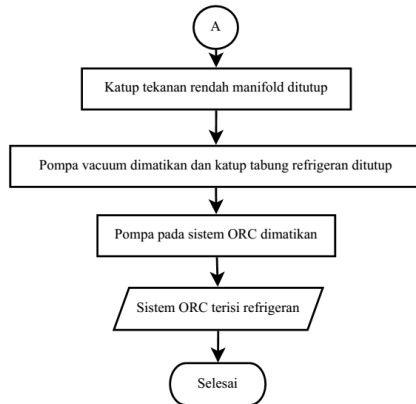 A
Katup tekanan rendah manifold ditutup
Pompa vacuum dimatikan dan katup tabung refrigeran ditutup
Pompa pada sistem ORC dimatikan
Sistem ORC terisi refrigeran
Selesai